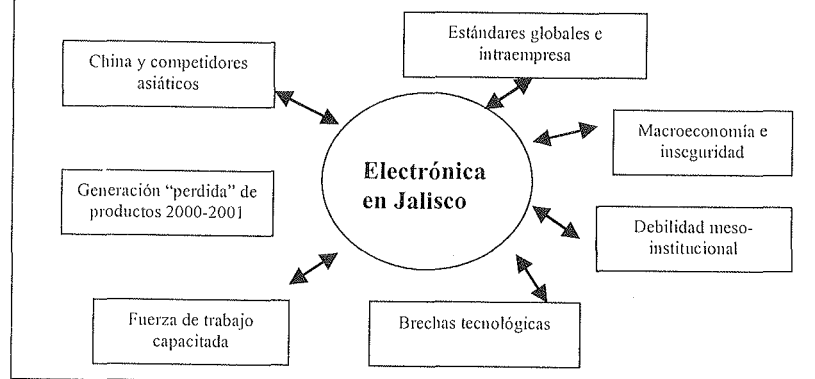 Estándares globales e
intraempresa
China y competidores
asiáticos
Macroeconomía e
inseguridad
Electrónica
en Jalisco
Generación “perdida” de
productos 2000-2001
Debilidad meso-
institucional
Fuerza de trabajo
capacitada
Brechas tecnológicas